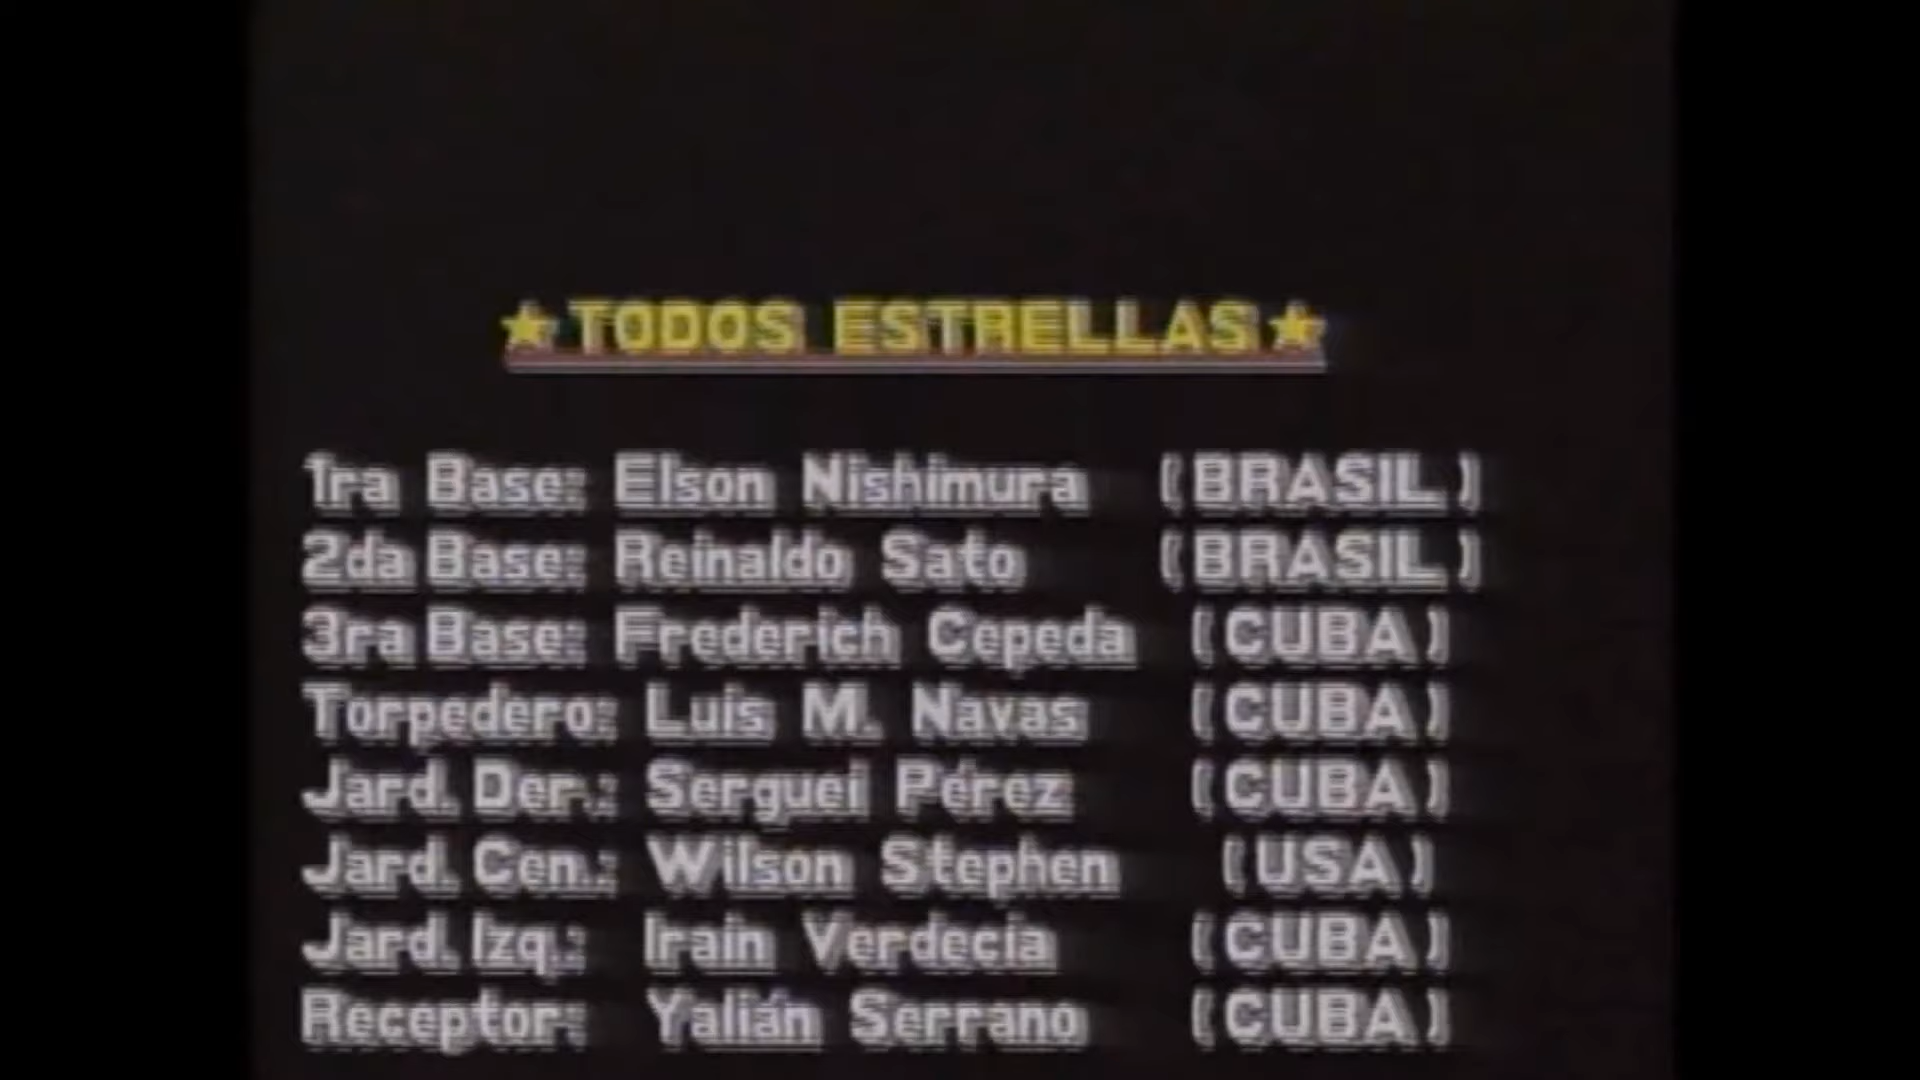 ★TODOS ESTRELLAS★
1ra Base: Elson Nishimura (BRASIL)
2da Base: Reinaldo Sato (BRASIL)
3ra Base: Frederich Cepeda (CUBA)
Torpedero: Luis M. Navas (CUBA)
Jard. Der.: Serguei Pérez (CUBA)
Jard. Cen.: Wilson Stephen (USA)
Jard. Izq.: Irain Verdecia (CUBA)
Receptor: Yalián Serrano (CUBA)